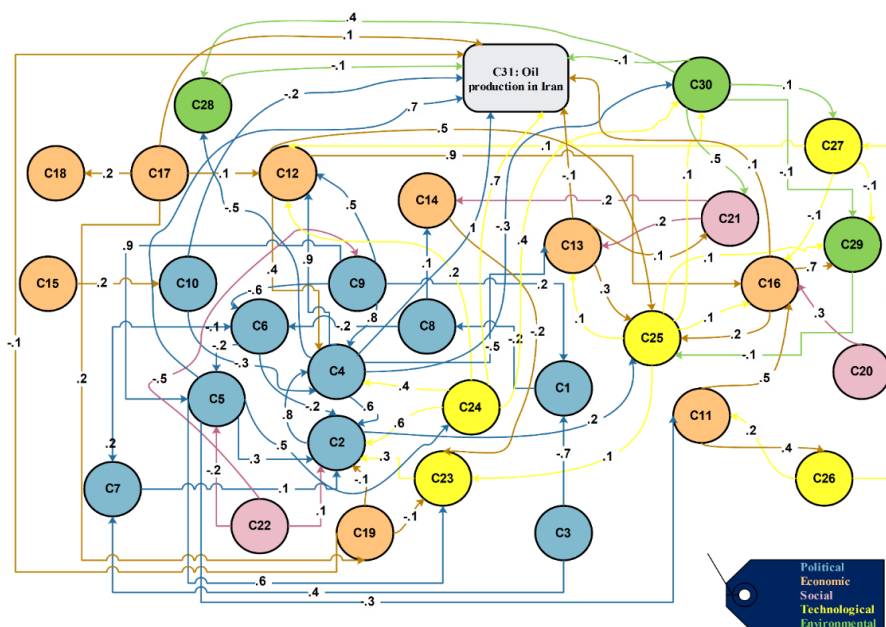 .4
.1
-.1
-.1
C31: Oil
production in Iran
C30
.1
C28
-.2
.7
.5
C27
.1
.9
.1
-.1
.5
-.1
C18
.2
C17
.1
C12
-.5
.5
.7
-.3
.4
-.1
.2
C21
.1
-.1
C14
.2
C13
C29
.9
.4
.9
1
.1
C15
.2
C10
C9
.2
C16
.7
-.6
.2
.1
.3
.1
-.1
C6
.8
-.2
C8
.1
C25
.2
-.1
.3
-.1
-.2
-.3
-.5
-.2
-.2
C4
C1
C20
-.5
.4
.5
C5
-.2
.6
C24
C11
.8
.6
.2
C2
.2
.4
.2
-.3
.5
.3
.1
-.7
C7
.1
-.2
C23
C26
-.1
C22
.1
C19
-.1
C3
.6
.4
-.3
Political
Economic
Social
Technological
Environmental